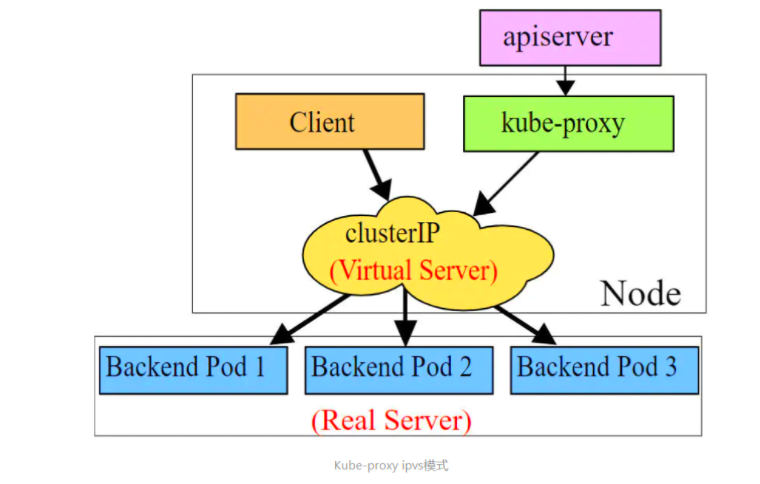 apiserver
Client
kube-proxy
clusterIP
(Virtual Server)
Node
Backend Pod 1
Backend Pod 2
Backend Pod 3
(Real Server)
Kube-proxy ipvs模式